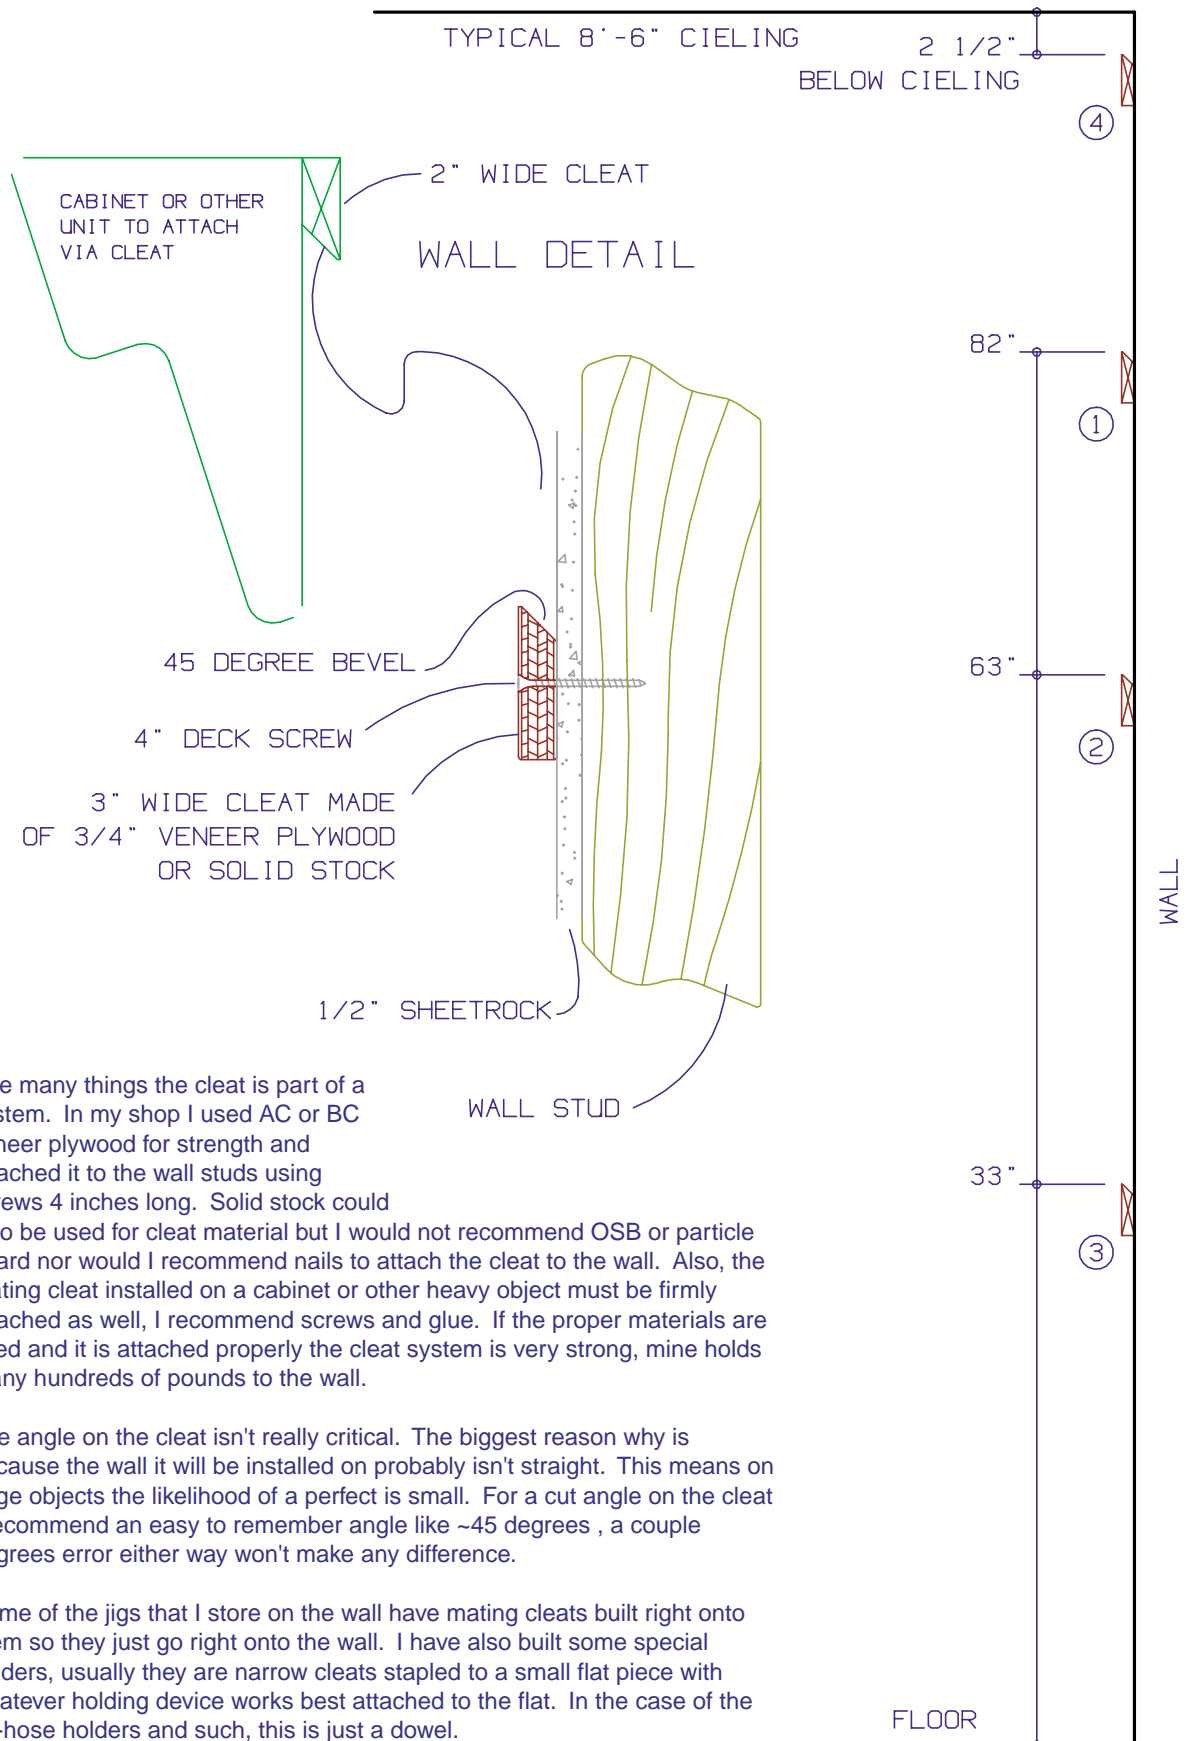 TYPICAL 8'-6" CIELING
2 1/2"
BELOW CIELING
4
2" WIDE CLEAT
CABINET OR OTHER
UNIT TO ATTACH
VIA CLEAT
WALL DETAIL
82"
1
45 DEGREE BEVEL
63"
4" DECK SCREW
2
3" WIDE CLEAT MADE
OF 3/4" VENEER PLYWOOD
OR SOLID STOCK
WALL
1/2" SHEETROCK
WALL STUD
33"
3
e many things the cleat is part of a
stem. In my shop I used AC or BC
neer plywood for strength and
ached it to the wall studs using
rews 4 inches long. Solid stock could
o be used for cleat material but I would not recommend OSB or particle
ard nor would I recommend nails to attach the cleat to the wall. Also, the
ating cleat installed on a cabinet or other heavy object must be firmly
ached as well, I recommend screws and glue. If the proper materials are
ed and it is attached properly the cleat system is very strong, mine holds
any hundreds of pounds to the wall.
e angle on the cleat isn't really critical. The biggest reason why is
cause the wall it will be installed on probably isn't straight. This means on
ge objects the likelihood of a perfect is small. For a cut angle on the cleat
ecommend an easy to remember angle like ~45 degrees , a couple
grees error either way won't make any difference.
me of the jigs that I store on the wall have mating cleats built right onto
em so they just go right onto the wall. I have also built some special
ders, usually they are narrow cleats stapled to a small flat piece with
atever holding device works best attached to the flat. In the case of the
-hose holders and such, this is just a dowel.
FLOOR